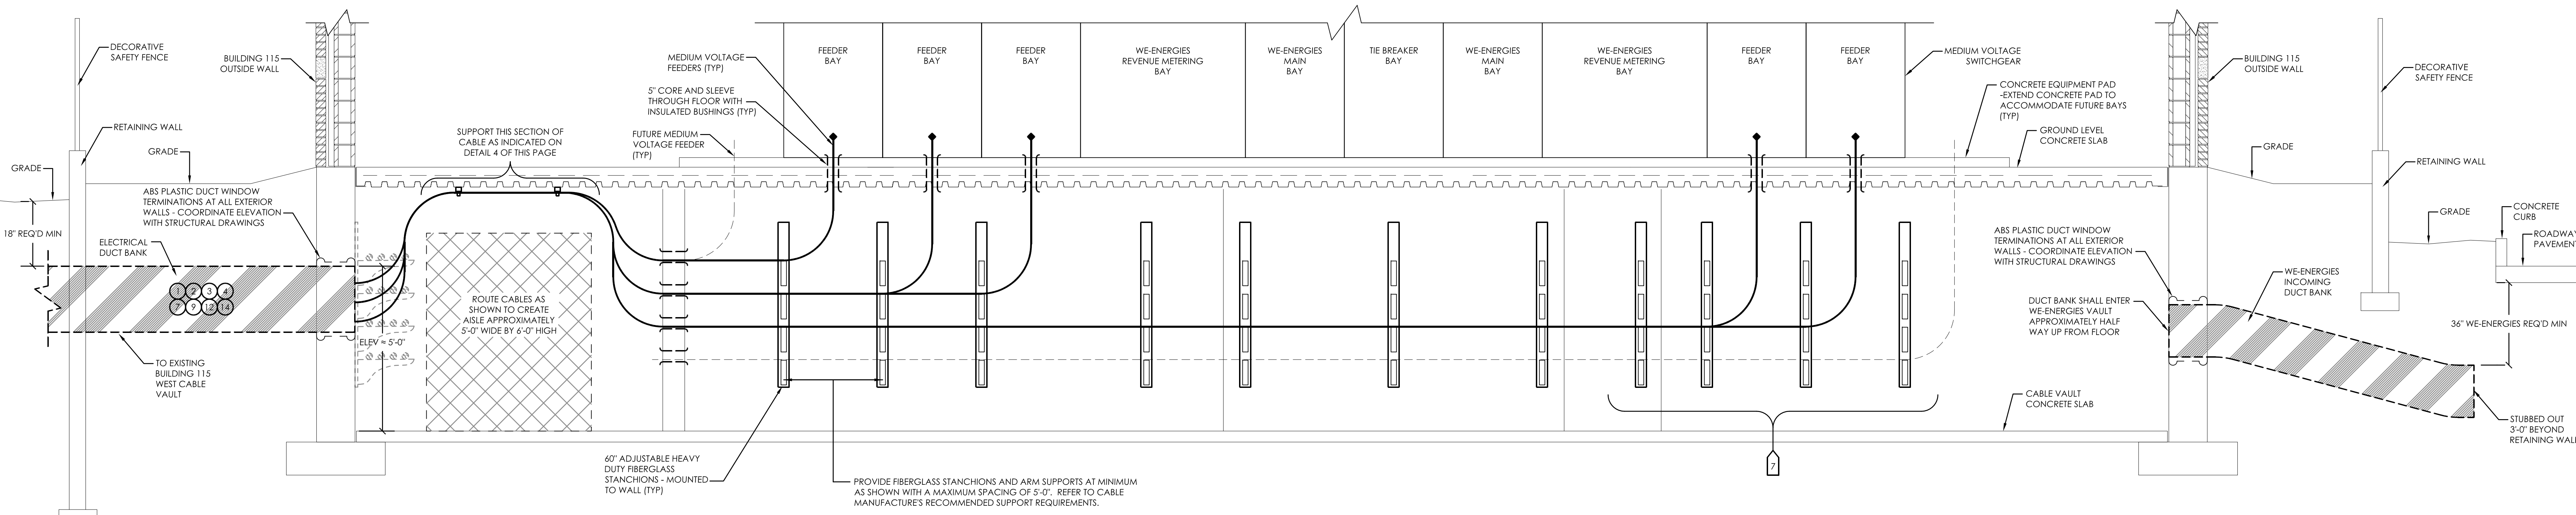 DECORATIVE
SAFETY FENCE
BUILDING 115
OUTSIDE WALL
RETAINING WALL
GRADE
GRADE
ABS PLASTIC DUCT WINDOW
TERMINATIONS AT ALL EXTERIOR
WALLS - COORDINATE ELEVATION
WITH STRUCTURAL DRAWINGS
18" REQ'D MIN
ELECTRICAL
DUCT BANK
1 2 3 4
7 9 12 14
TO EXISTING
BUILDING 115
WEST CABLE
VAULT
ELEV ≈ 5'-0"
SUPPORT THIS SECTION OF
CABLE AS INDICATED ON
DETAIL 4 OF THIS PAGE
ROUTE CABLES AS
SHOWN TO CREATE
AISLE APPROXIMATELY
5'-0" WIDE BY 6'-0" HIGH
MEDIUM VOLTAGE
FEEDERS (TYP)
5" CORE AND SLEEVE
THROUGH FLOOR WITH
INSULATED BUSHINGS (TYP)
FUTURE MEDIUM
VOLTAGE FEEDER
(TYP)
FEEDER
BAY
FEEDER
BAY
FEEDER
BAY
WE-ENERGIES
REVENUE METERING
BAY
WE-ENERGIES
MAIN
BAY
TIE BREAKER
BAY
WE-ENERGIES
MAIN
BAY
WE-ENERGIES
REVENUE METERING
BAY
FEEDER
BAY
FEEDER
BAY
MEDIUM VOLTAGE
SWITCHGEAR
CONCRETE EQUIPMENT PAD
-EXTEND CONCRETE PAD TO
ACCOMMODATE FUTURE BAYS
(TYP)
GROUND LEVEL
CONCRETE SLAB
60" ADJUSTABLE HEAVY
DUTY FIBERGLASS
STANCHIONS - MOUNTED
TO WALL (TYP)
PROVIDE FIBERGLASS STANCHIONS AND ARM SUPPORTS AT MINIMUM
AS SHOWN WITH A MAXIMUM SPACING OF 5'-0". REFER TO CABLE
MANUFACTURE'S RECOMMENDED SUPPORT REQUIREMENTS.
7
CABLE VAULT
CONCRETE SLAB
ABS PLASTIC DUCT WINDOW
TERMINATIONS AT ALL EXTERIOR
WALLS - COORDINATE ELEVATION
WITH STRUCTURAL DRAWINGS
DUCT BANK SHALL ENTER
WE-ENERGIES VAULT
APPROXIMATELY HALF
WAY UP FROM FLOOR
BUILDING 115
OUTSIDE WALL
GRADE
WE-ENERGIES
INCOMING
DUCT BANK
DECORATIVE
SAFETY FENCE
RETAINING WALL
GRADE
CONCRETE
CURB
ROADWAY
PAVEMENT
36" WE-ENERGIES REQ'D MIN
STUBBED OUT
3'-0" BEYOND
RETAINING WALL